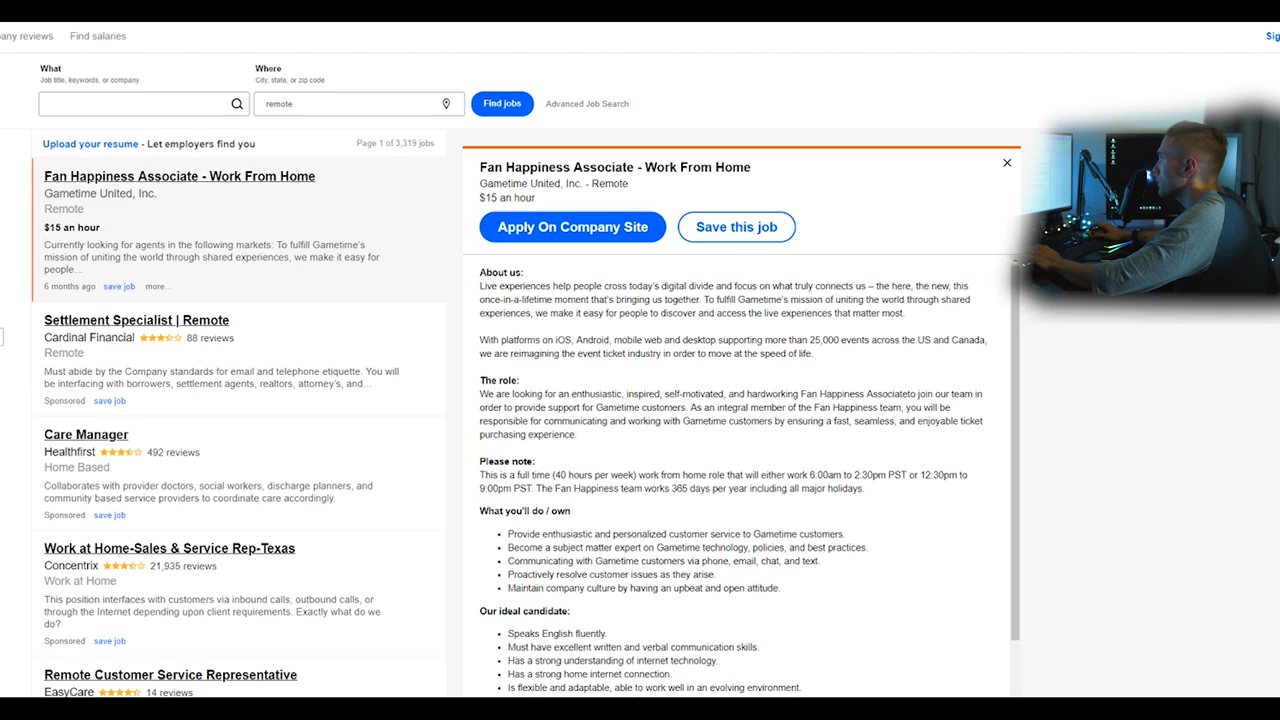 any reviews
Find salaries
Sig
What
Job title, keywords, or company
Where
City, state, or zip code
remote
Find jobs
Advanced Job Search
Upload your resume - Let employers find you
Page 1 of 3,319 jobs
Fan Happiness Associate - Work From Home
Gametime United, Inc.
Remote
$15 an hour
Currently looking for agents in the following markets: To fulfill Gametime's
mission of uniting the world through shared experiences, we make it easy for
people...
6 months ago save job more...
Settlement Specialist | Remote
Cardinal Financial 88 reviews
Remote
Must abide by the Company standards for email and telephone etiquette. You will
be interfacing with borrowers, settlement agents, realtors, attorney's, and...
Sponsored save job
Care Manager
Healthfirst 492 reviews
Home Based
Collaborates with provider doctors, social workers, discharge planners, and
community based service providers to coordinate care accordingly.
Sponsored save job
Work at Home-Sales & Service Rep-Texas
Concentrix 21,935 reviews
Work at Home
This position interfaces with customers via inbound calls, outbound calls, or
through the Internet depending upon client requirements. Exactly what do we
do?
Sponsored save job
Remote Customer Service Representative
EasyCare 14 reviews
Fan Happiness Associate - Work From Home
Gametime United, Inc. - Remote
$15 an hour
Apply On Company Site
Save this job
About us:
Live experiences help people cross today's digital divide and focus on what truly connects us – the here, the new, this
once-in-a-lifetime moment that's bringing us together. To fulfill Gametime's mission of uniting the world through shared
experiences, we make it easy for people to discover and access the live experiences that matter most.
With platforms on iOS, Android, mobile web and desktop supporting more than 25,000 events across the US and Canada,
we are reimagining the event ticket industry in order to move at the speed of life.
The role:
We are looking for an enthusiastic, inspired, self-motivated, and hardworking Fan Happiness Associateto join our team in
order to provide support for Gametime customers. As an integral member of the Fan Happiness team, you will be
responsible for communicating and working with Gametime customers by ensuring a fast, seamless, and enjoyable ticket
purchasing experience.
Please note:
This is a full time (40 hours per week) work from home role that will either work 6:00am to 2:30pm PST or 12:30pm to
9:00pm PST. The Fan Happiness team works 365 days per year including all major holidays.
What you'll do / own
• Provide enthusiastic and personalized customer service to Gametime customers.
• Become a subject matter expert on Gametime technology, policies, and best practices.
• Communicating with Gametime customers via phone, email, chat, and text.
• Proactively resolve customer issues as they arise.
• Maintain company culture by having an upbeat and open attitude.
Our ideal candidate:
• Speaks English fluently.
• Must have excellent written and verbal communication skills.
• Has a strong understanding of internet technology.
• Has a strong home internet connection.
• Is flexible and adaptable, able to work well in an evolving environment.